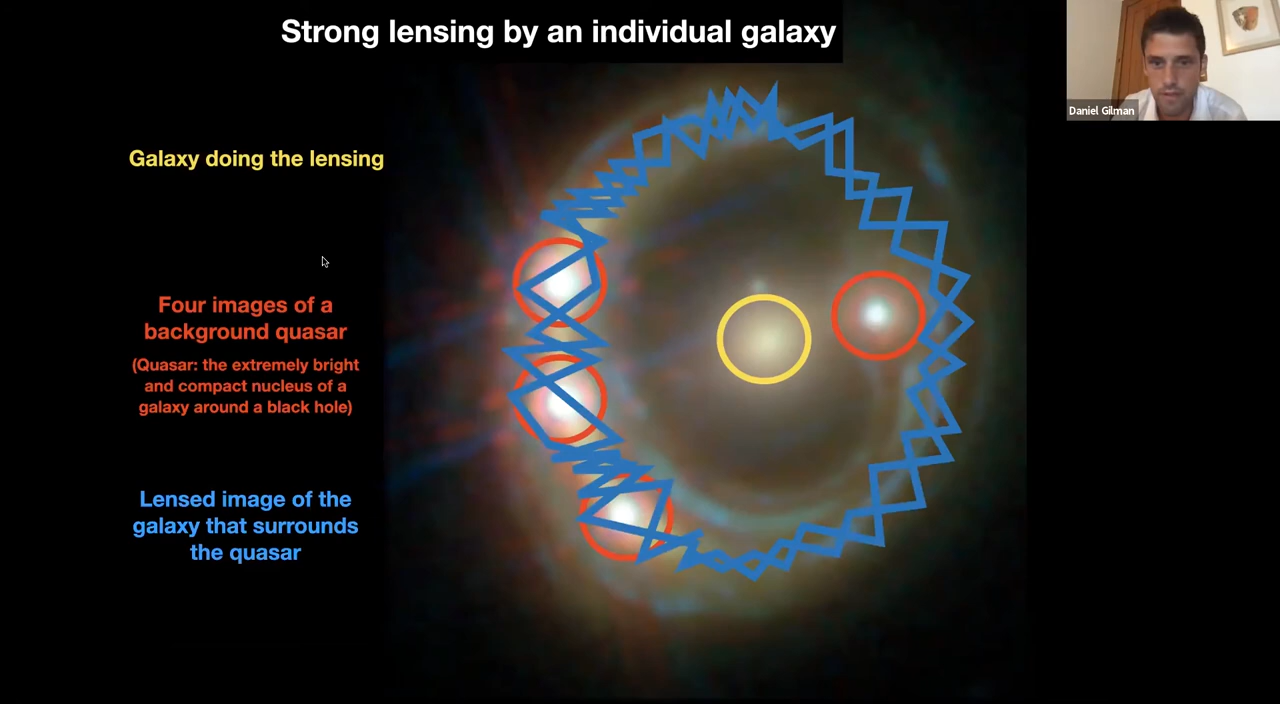 Strong lensing by an individual galaxy
Daniel Gilman
Galaxy doing the lensing
Four images of a
background quasar
(Quasar: the extremely bright
and compact nucleus of a
galaxy around a black hole)
Lensed image of the
galaxy that surrounds
the quasar